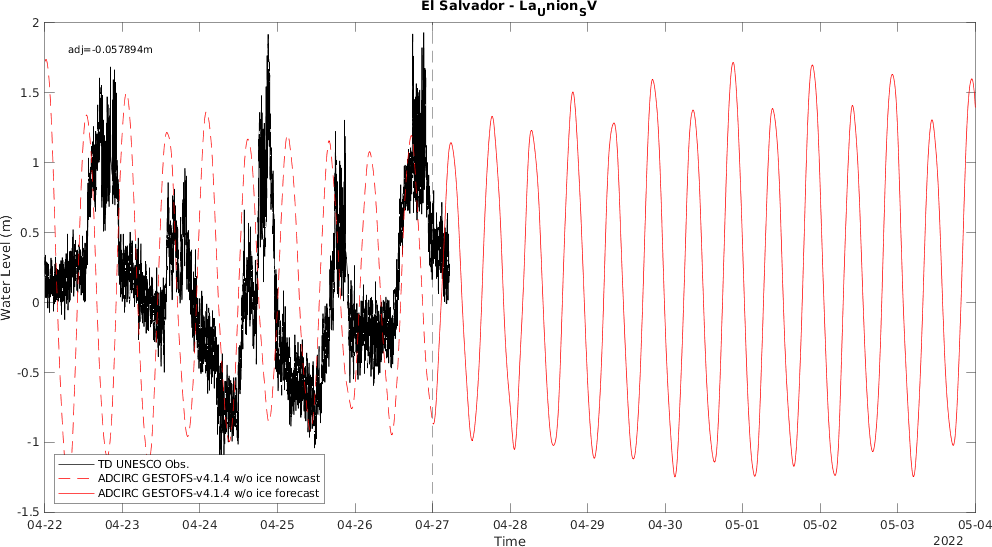 El Salvador - LaUnionSV
adj=-0.057894m
2
1.5
1
0.5
0
-0.5
-1
-1.5
Water Level (m)
TD UNESCO Obs.
ADCIRC GESTOFS-v4.1.4 w/o ice nowcast
ADCIRC GESTOFS-v4.1.4 w/o ice forecast
04-22 04-23 04-24 04-25 04-26 04-27 04-28 04-29 04-30 05-01 05-02 05-03 05-04
Time
2022